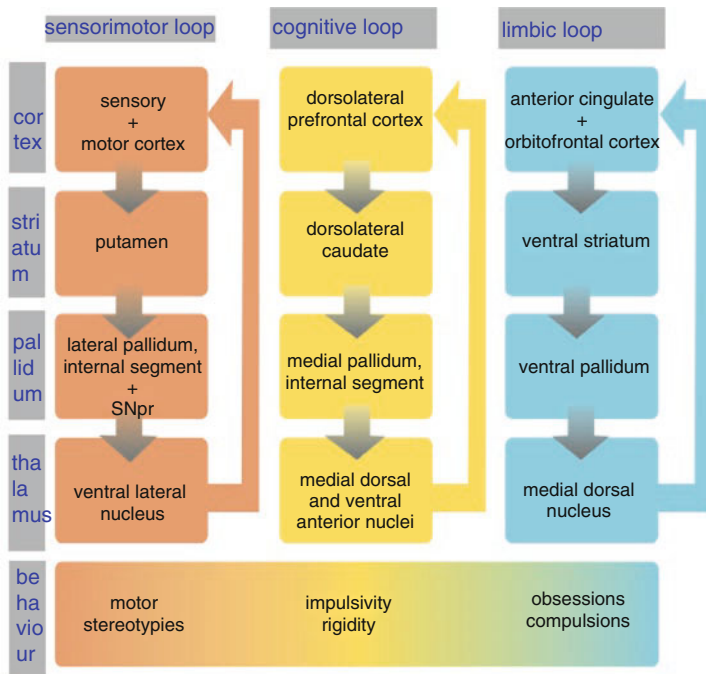 sensorimotor loop
cognitive loop
limbic loop
cor
tex
sensory
+
motor cortex
dorsolateral
prefrontal cortex
anterior cingulate
+
orbitofrontal cortex
stri
atu
m
putamen
dorsolateral
caudate
ventral striatum
pal
lid
um
lateral pallidum,
internal segment
+
SNpr
medial pallidum,
internal segment
ventral pallidum
tha
la
mus
ventral lateral
nucleus
medial dorsal
and ventral
anterior nuclei
medial dorsal
nucleus
be
ha
vio
ur
motor
stereotypies
impulsivity
rigidity
obsessions
compulsions